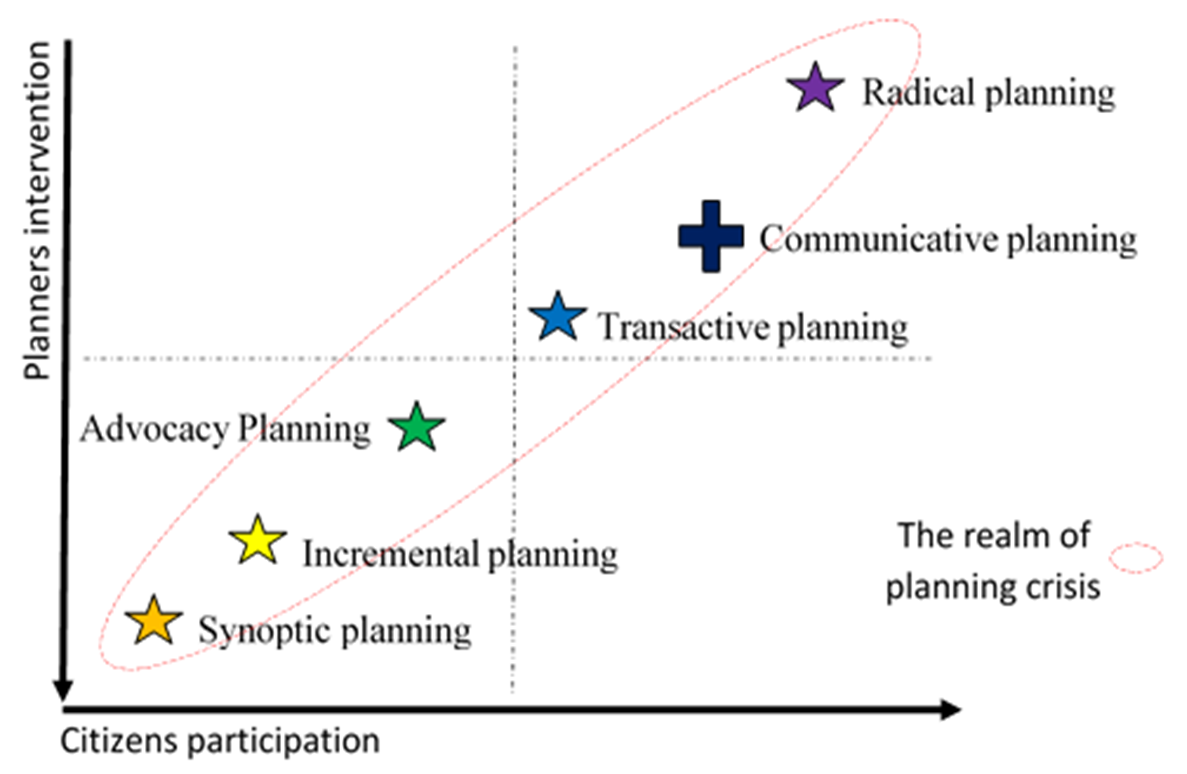 Planners intervention
Radical planning
Communicative planning
Transactive planning
Advocacy Planning
Incremental planning
Synoptic planning
The realm of
planning crisis
Citizens participation